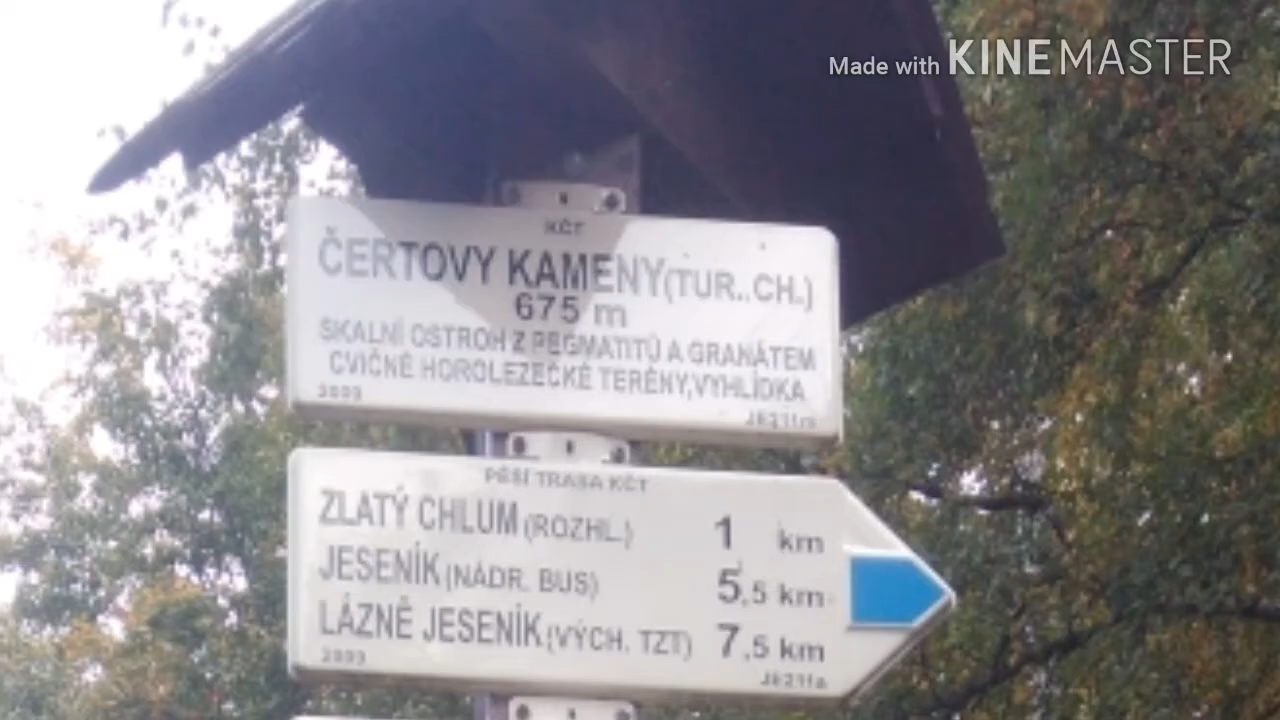 Made with KINEMASTER
KČT
ČERTOVY KAMENY(TUR..CH.)
675 m
SKALNÍ OSTROH Z PEGMATITŮ A GRANÁTEM
CVIČNÉ HOROLEZECKÉ TERÉNY,VYHLÍDKA
2003
PĚŠÍ TRASA KČT
ZLATÝ CHLUM (ROZHL.) 1 km
JESENÍK (NÁDR. BUS) 5,5 km
LÁZNĚ JESENÍK (VÝCH. TZT) 7,5 km
2003